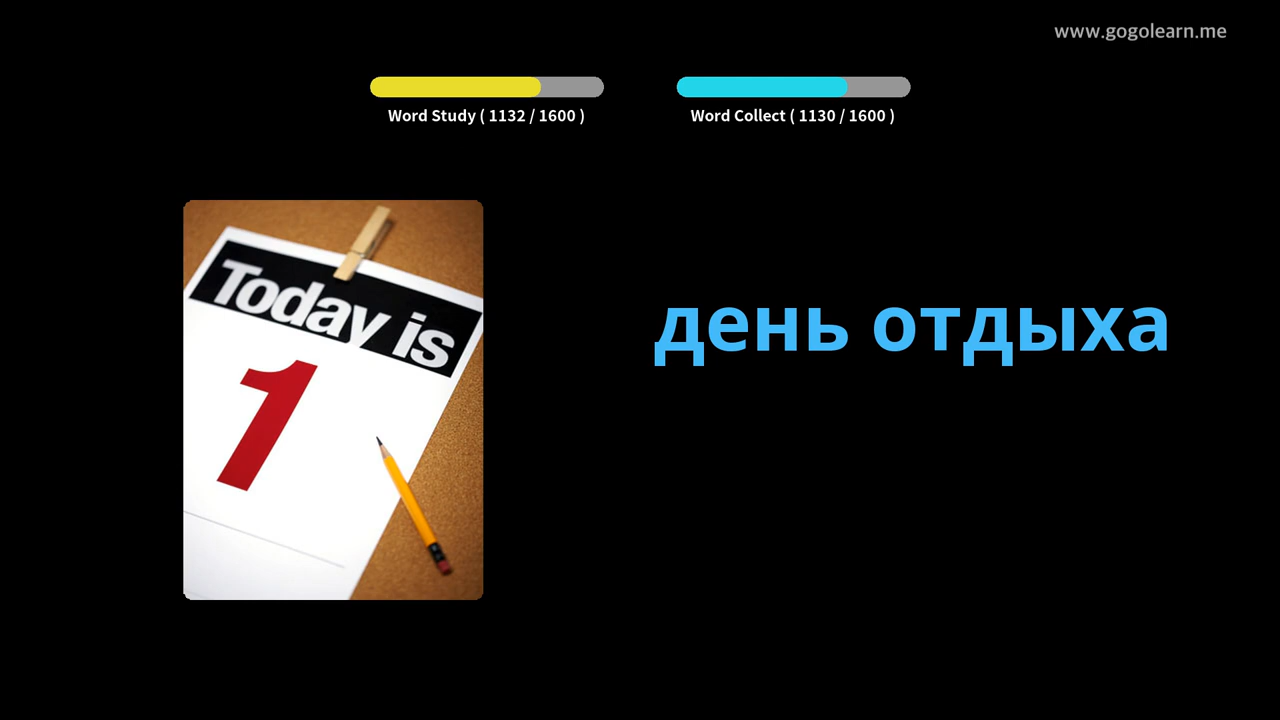 www.gogolearn.me
Word Study ( 1132 / 1600 )
Word Collect ( 1130 / 1600 )
Today is
1
день отдыха